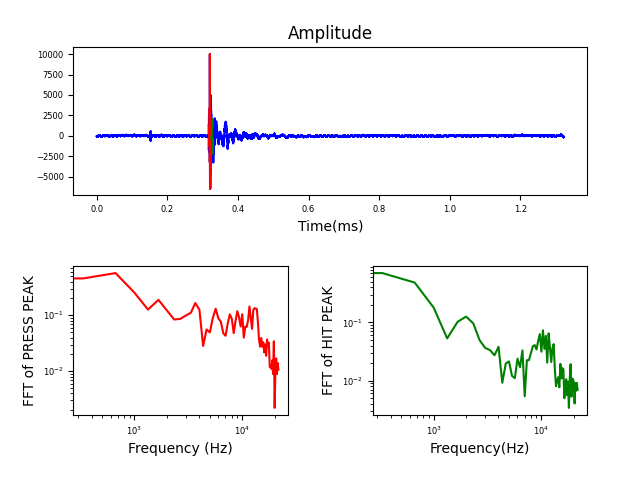 Amplitude
10000
7500
5000
2500
0
−2500
−5000
0.0 0.2 0.4 0.6 0.8 1.0 1.2
Time(ms)
FFT of PRESS PEAK
10⁻¹
10⁻²
10³ 10⁴
Frequency (Hz)
FFT of HIT PEAK
10⁻¹
10⁻²
10³ 10⁴
Frequency(Hz)